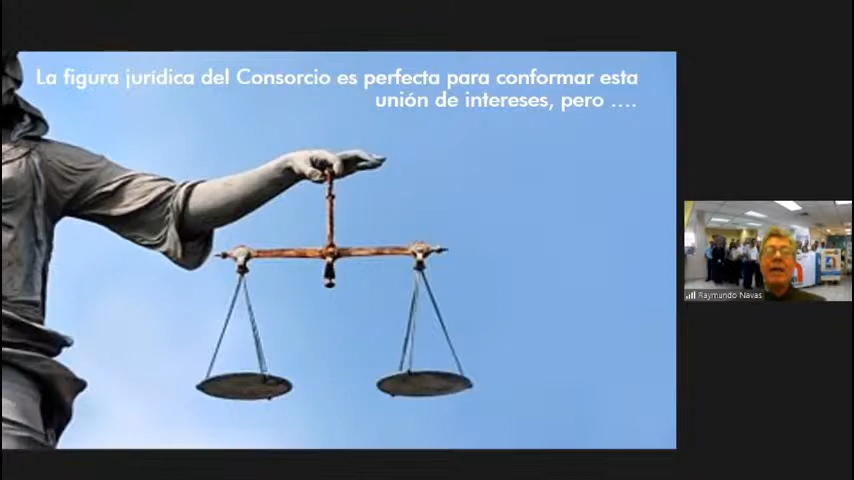 La figura jurídica del Consorcio es perfecta para conformar esta
unión de intereses, pero ....
Raymundo Navas